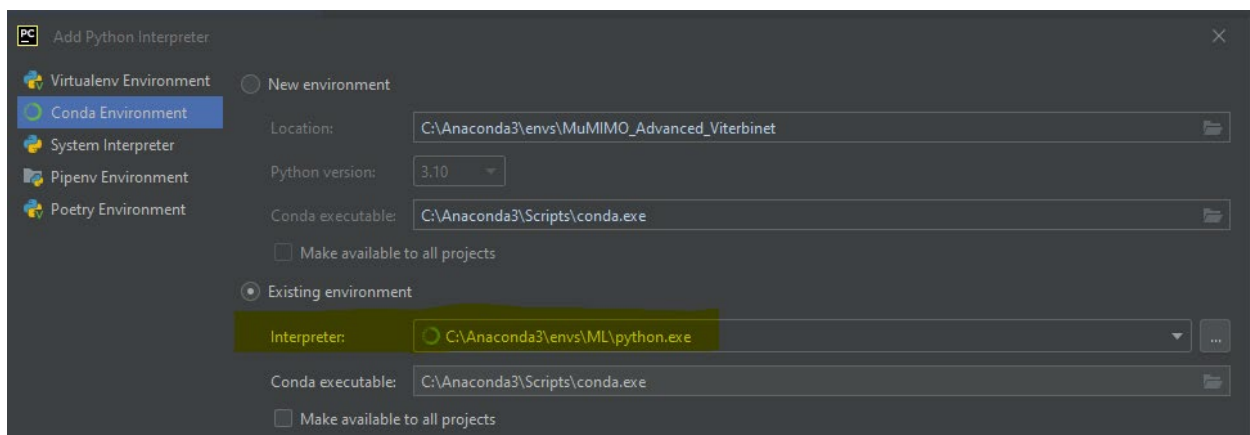 PC Add Python Interpreter
Virtualenv Environment
Conda Environment
System Interpreter
Pipenv Environment
Poetry Environment
New environment
Location: C:\Anaconda3\envs\MuMIMO_Advanced_Viterbinet
Python version: 3.10
Conda executable: C:\Anaconda3\Scripts\conda.exe
Make available to all projects
Existing environment
Interpreter: C:\Anaconda3\envs\ML\python.exe ...
Conda executable: C:\Anaconda3\Scripts\conda.exe
Make available to all projects